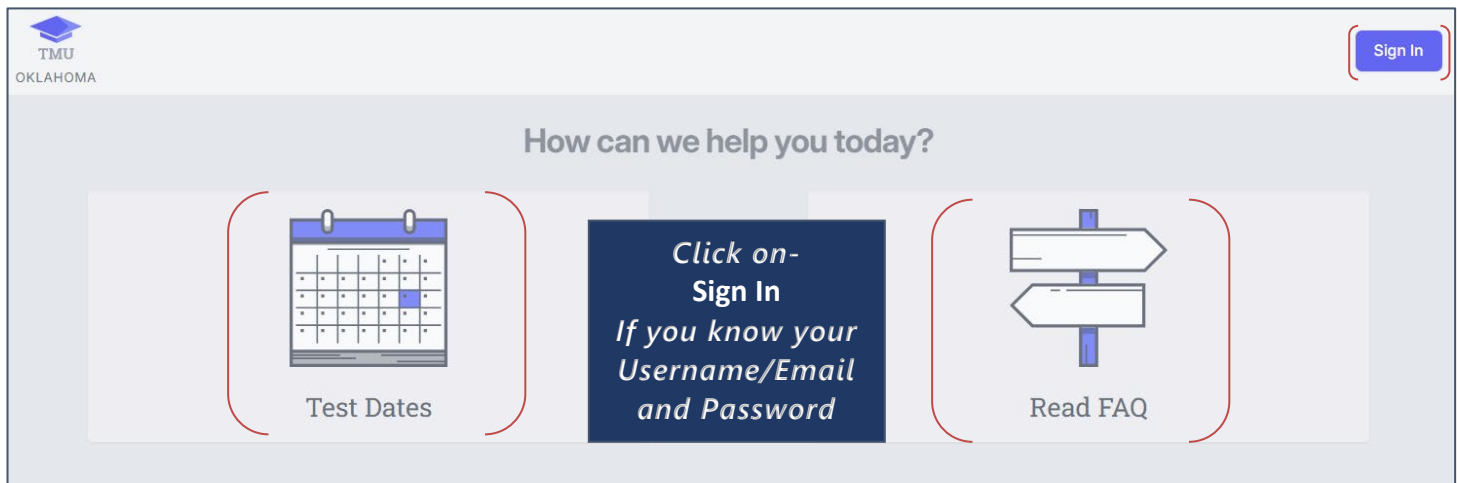 TMU
OKLAHOMA
Sign In
How can we help you today?
Test Dates
Click on-
Sign In
If you know your
Username/Email
and Password
Read FAQ